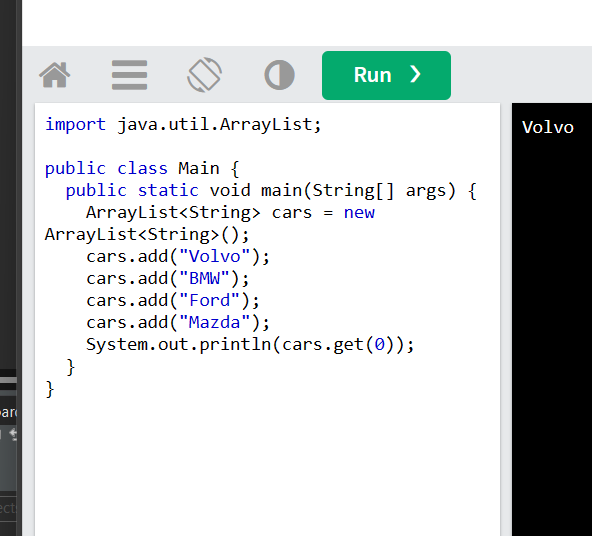 Run ❯
import java.util.ArrayList;
public class Main {
  public static void main(String[] args) {
    ArrayList<String> cars = new
ArrayList<String>();
    cars.add("Volvo");
    cars.add("BMW");
    cars.add("Ford");
    cars.add("Mazda");
    System.out.println(cars.get(0));
  }
}
Volvo